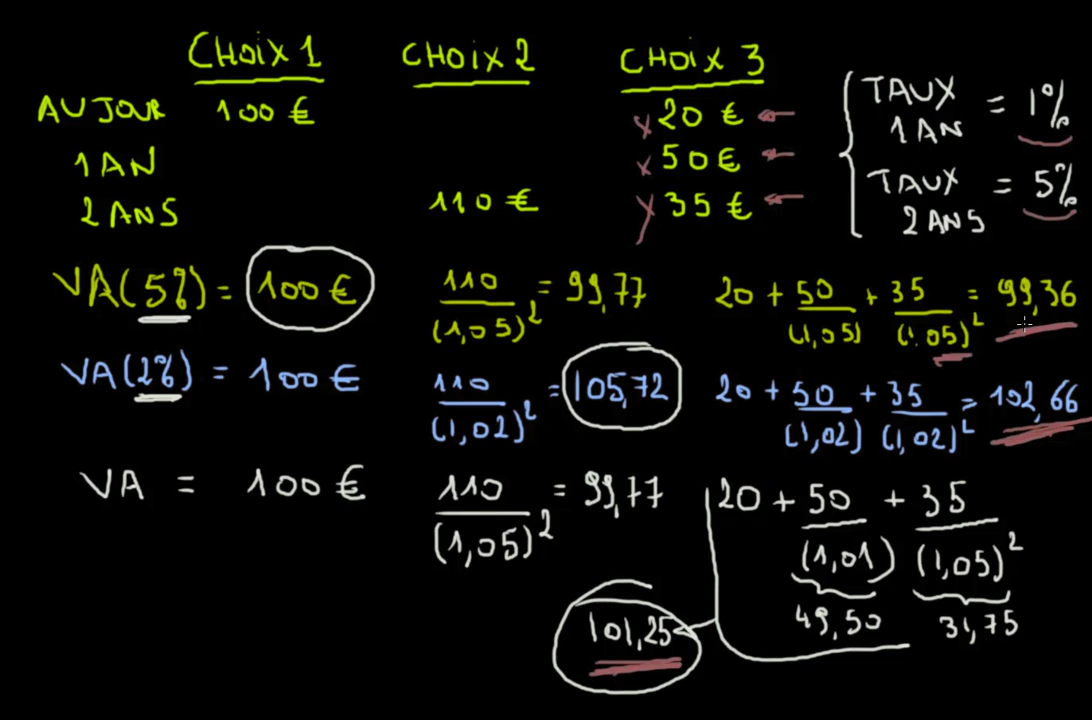 CHOIX 1 CHOIX 2 CHOIX 3
AUJOUR 100 € 20 €
1 AN 50 €
2 ANS 110 € 35 €
TAUX 1 AN = 1%
TAUX 2 ANS = 5%
VA(5%) = 100 € 110/(1,05)² = 99,77 20 + 50/(1,05) + 35/(1,05)² = 99,36
VA(2%) = 100 € 110/(1,02)² = 105,72 20 + 50/(1,02) + 35/(1,02)² = 102,66
VA = 100 € 110/(1,05)² = 99,77 20 + 50/(1,01) + 35/(1,05)²
49,50 31,75
101,25